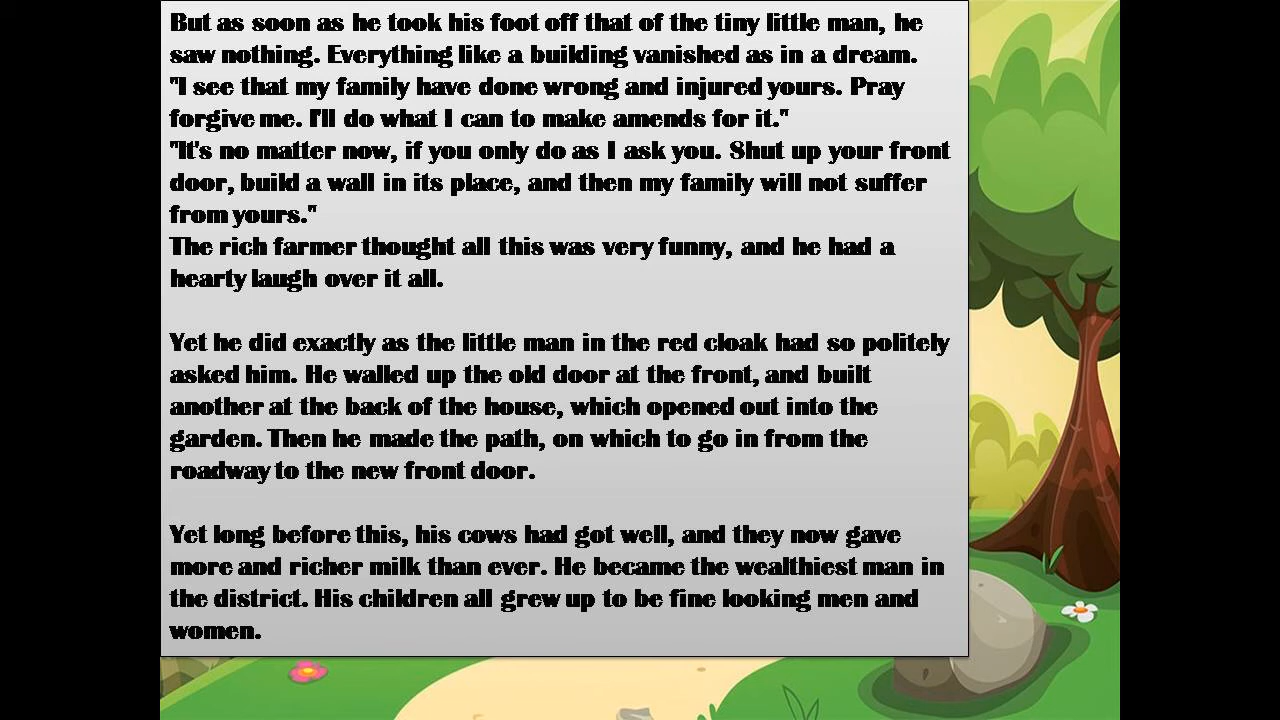 But as soon as he took his foot off that of the tiny little man, he
saw nothing. Everything like a building vanished as in a dream.
"I see that my family have done wrong and injured yours. Pray
forgive me. I'll do what I can to make amends for it."
"It's no matter now, if you only do as I ask you. Shut up your front
door, build a wall in its place, and then my family will not suffer
from yours."
The rich farmer thought all this was very funny, and he had a
hearty laugh over it all.
Yet he did exactly as the little man in the red cloak had so politely
asked him. He walled up the old door at the front, and built
another at the back of the house, which opened out into the
garden. Then he made the path, on which to go in from the
roadway to the new front door.
Yet long before this, his cows had got well, and they now gave
more and richer milk than ever. He became the wealthiest man in
the district. His children all grew up to be fine looking men and
women.